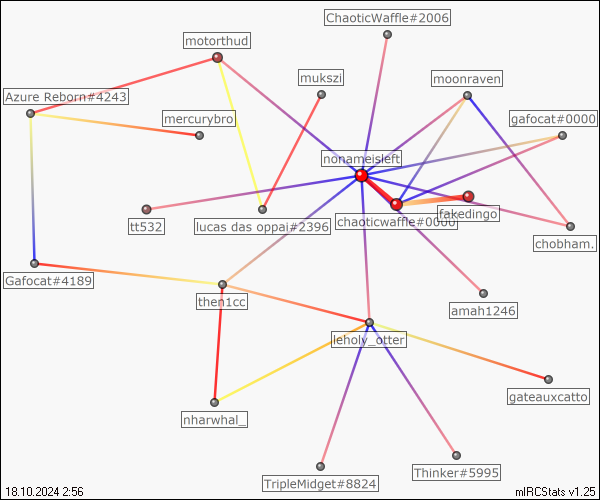 ChaoticWaffle#2006
motorthud
mukszi
moonraven
Azure Reborn#4243
mercurybro
gafocat#0000
nonameisleft
fakedingo
chaoticwaffle#0000
tt532
lucas das oppai#2396
chobham.
Gafocat#4189
then1cc
amah1246
leholy_otter
gateauxcatto
nharwhal_
Thinker#5995
TripleMidget#8824
18.10.2024 2:56
mIRCStats v1.25